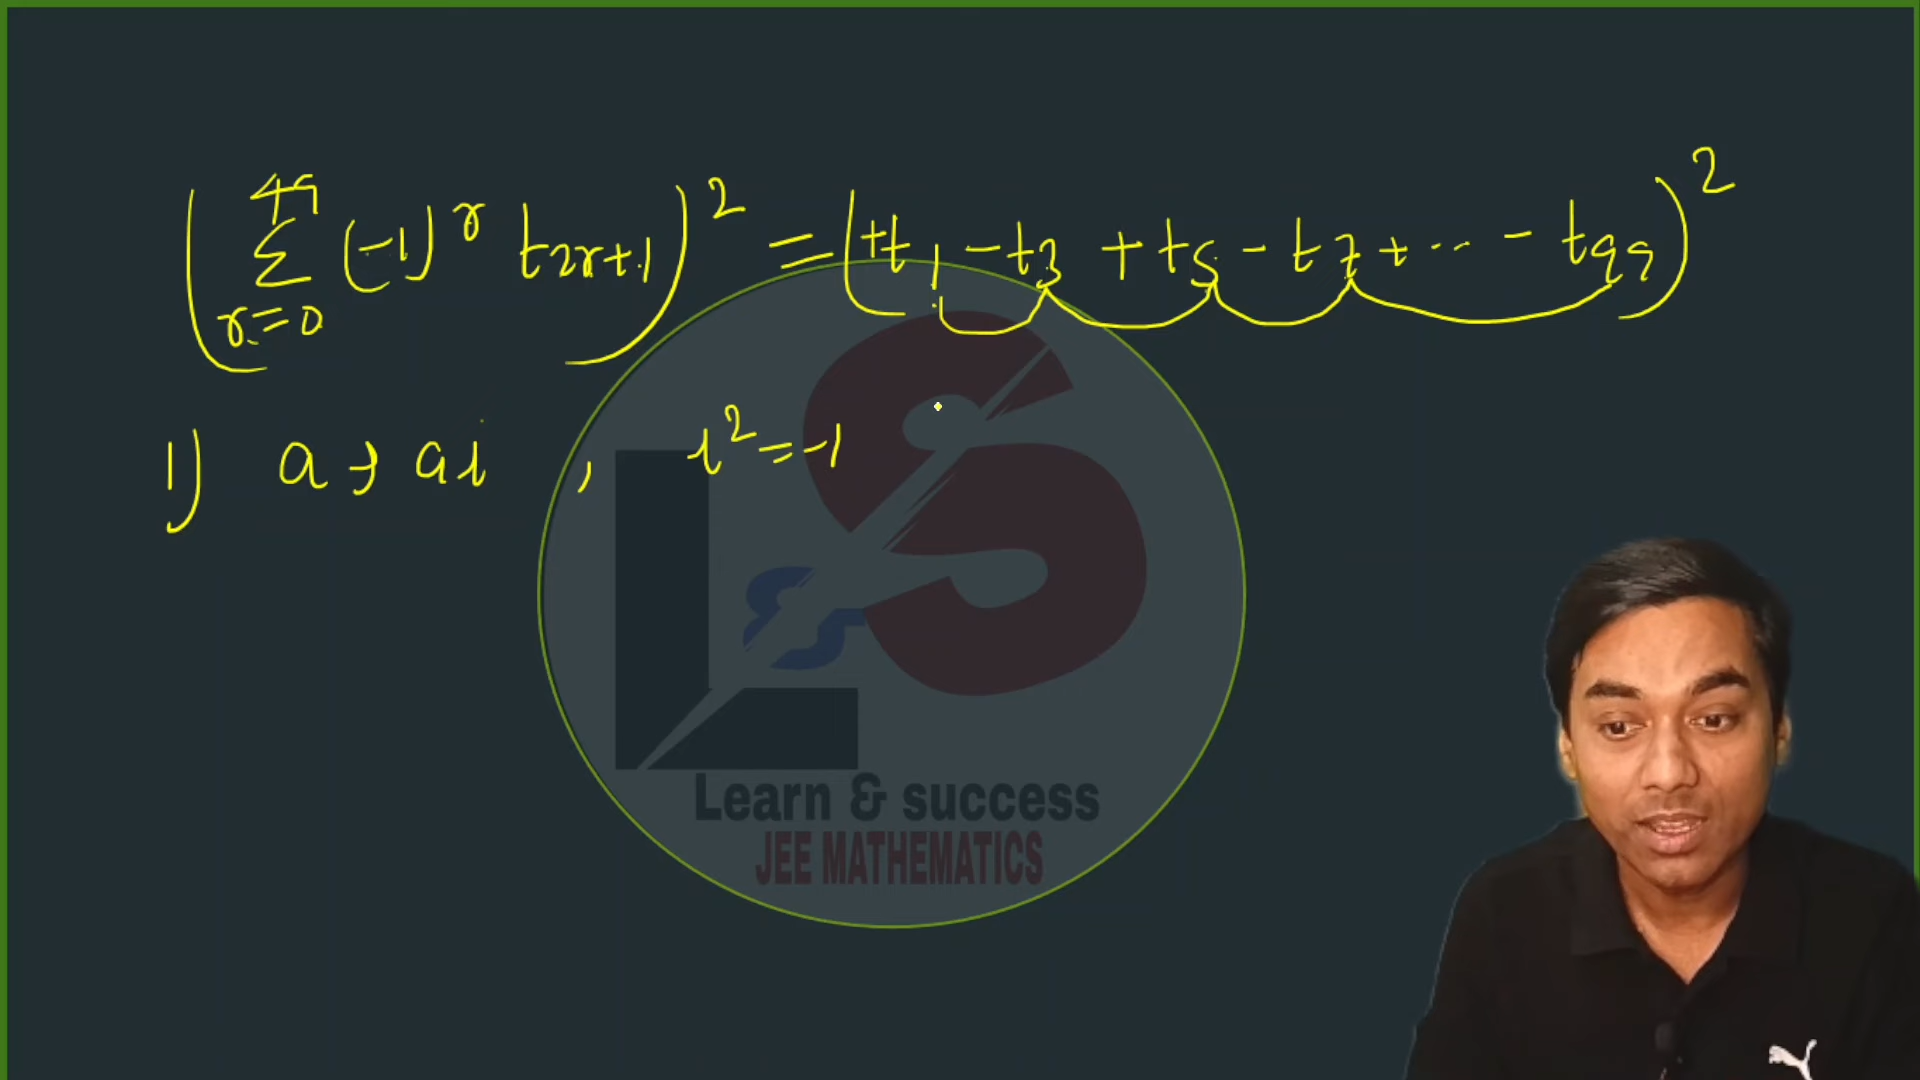 (Σ_{r=0}^{49} (-1)^r t_{2r+1})^2 = (+t_1 - t_3 + t_5 - t_7 + ... - t_{99})^2
1) a → ai , i^2 = -1
LS
Learn & success
JEE MATHEMATICS